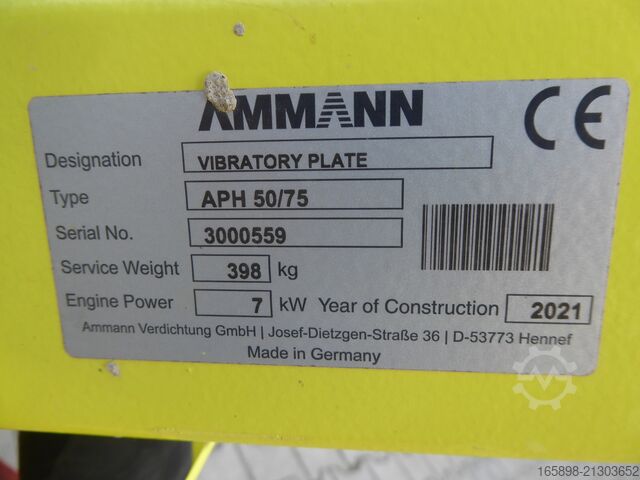 AMMANN
CE
Designation VIBRATORY PLATE
Type APH 50/75
Serial No. 3000559
Service Weight 398 kg
Engine Power 7 kW Year of Construction 2021
Ammann Verdichtung GmbH | Josef-Dietzgen-Straße 36 | D-53773 Hennef
Made in Germany
165898-21303652